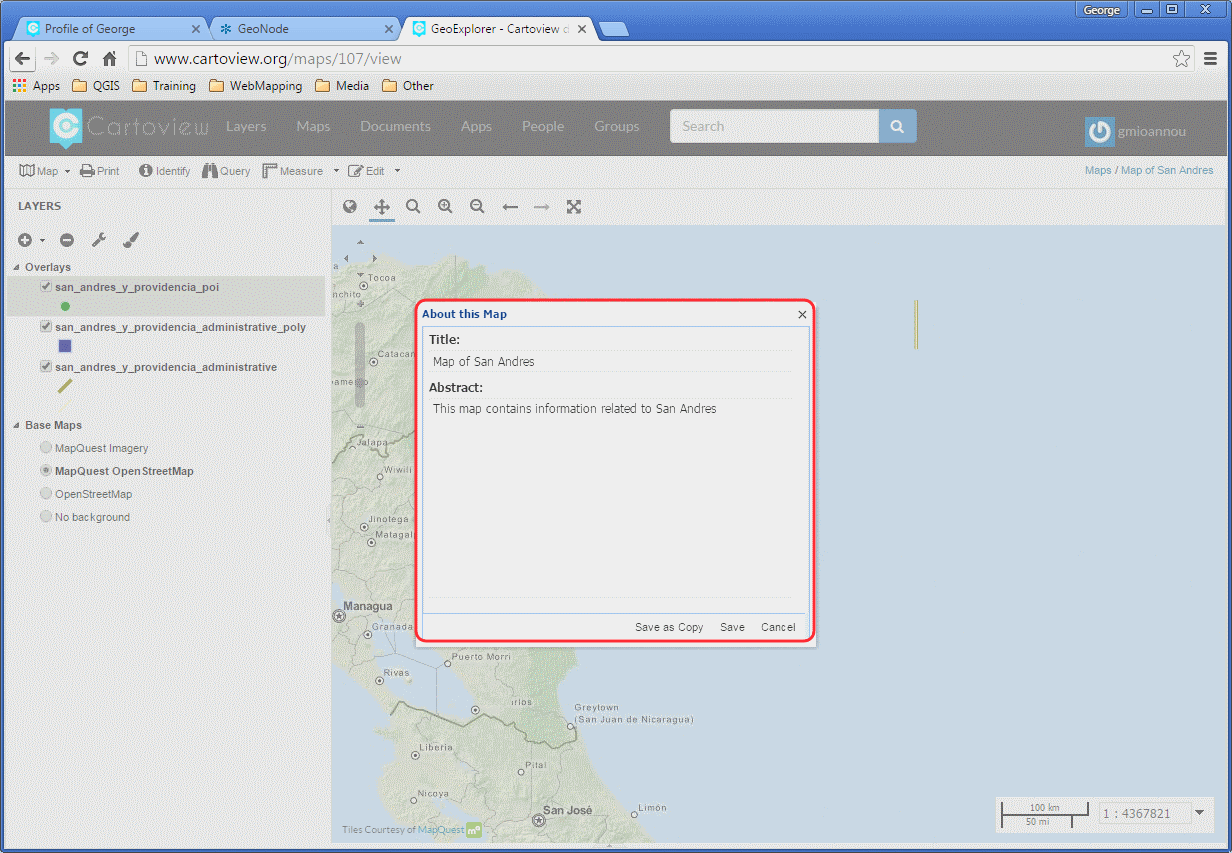 George
Profile of George
GeoNode
GeoExplorer - Cartoview d
www.cartoview.org/maps/107/view
Apps QGIS Training WebMapping Media Other
Cartoview Layers Maps Documents Apps People Groups Search gmioannou
Map Print Identify Query Measure Edit Maps / Map of San Andres
LAYERS
Overlays
san_andres_y_providencia_poi
san_andres_y_providencia_administrative_poly
san_andres_y_providencia_administrative
Base Maps
MapQuest Imagery
MapQuest OpenStreetMap
OpenStreetMap
No background
Tocoa
nchito
Catacam
Jalapa
Wiwili
Jinotega
Matagal
Managua
Granada
About this Map
Title:
Map of San Andres
Abstract:
This map contains information related to San Andres
Save as Copy Save Cancel
Puerto Morri
Rivas
rlos
Greytown
(San Juan de Nicaragua)
Liberia
Pital
Nicoya
San José
Limón
Tiles Courtesy of MapQuest
100 km
50 mi
1 : 4367821